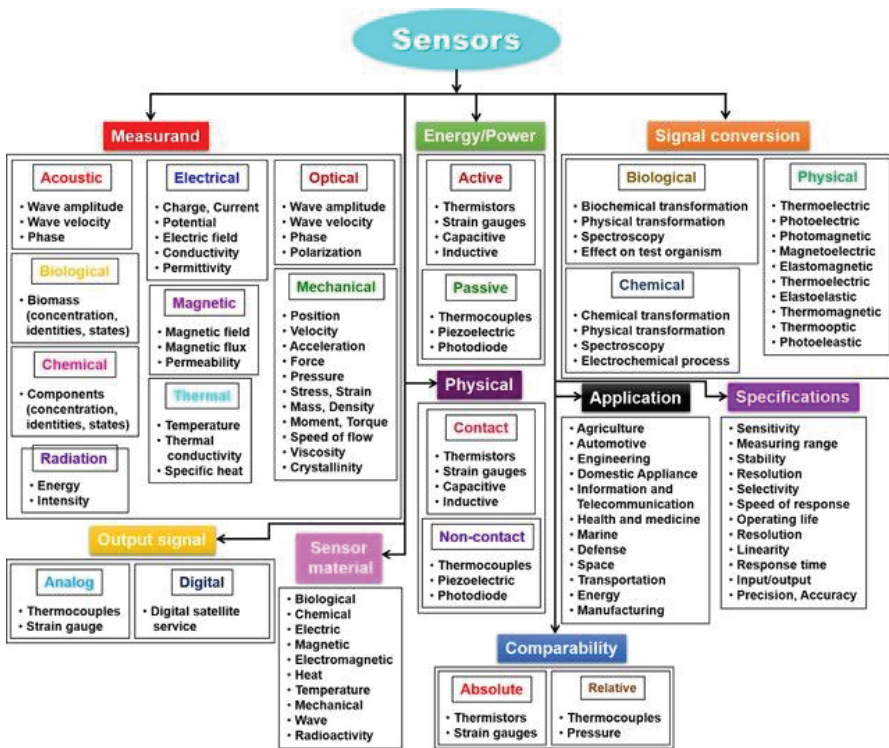 Sensors
Measurand
Acoustic
• Wave amplitude
• Wave velocity
• Phase
Biological
• Biomass
(concentration,
identities, states)
Chemical
• Components
(concentration,
identities, states)
Radiation
• Energy
• Intensity
Electrical
• Charge, Current
• Potential
• Electric field
• Conductivity
• Permittivity
Magnetic
• Magnetic field
• Magnetic flux
• Permeability
Thermal
• Temperature
• Thermal
conductivity
• Specific heat
Optical
• Wave amplitude
• Wave velocity
• Phase
• Polarization
Mechanical
• Position
• Velocity
• Acceleration
• Force
• Pressure
• Stress, Strain
• Mass, Density
• Moment, Torque
• Speed of flow
• Viscosity
• Crystallinity
Energy/Power
Active
• Thermistors
• Strain gauges
• Capacitive
• Inductive
Passive
• Thermocouples
• Piezoelectric
• Photodiode
Signal conversion
Biological
• Biochemical transformation
• Physical transformation
• Spectroscopy
• Effect on test organism
Chemical
• Chemical transformation
• Physical transformation
• Spectroscopy
• Electrochemical process
Physical
• Thermoelectric
• Photoelectric
• Photomagnetic
• Magnetoelectric
• Elastomagnetic
• Thermoelectric
• Elastoelastic
• Thermomagnetic
• Thermooptic
• Photoeleastic
Physical
Contact
• Thermistors
• Strain gauges
• Capacitive
• Inductive
Non-contact
• Thermocouples
• Piezoelectric
• Photodiode
Application
• Agriculture
• Automotive
• Engineering
• Domestic Appliance
• Information and
Telecommunication
• Health and medicine
• Marine
• Defense
• Space
• Transportation
• Energy
• Manufacturing
Specifications
• Sensitivity
• Measuring range
• Stability
• Resolution
• Selectivity
• Speed of response
• Operating life
• Resolution
• Linearity
• Response time
• Input/output
• Precision, Accuracy
Output signal
Analog
• Thermocouples
• Strain gauge
Digital
• Digital satellite
service
Sensor
material
• Biological
• Chemical
• Electric
• Magnetic
• Electromagnetic
• Heat
• Temperature
• Mechanical
• Wave
• Radioactivity
Comparability
Absolute
• Thermistors
• Strain gauges
Relative
• Thermocouples
• Pressure